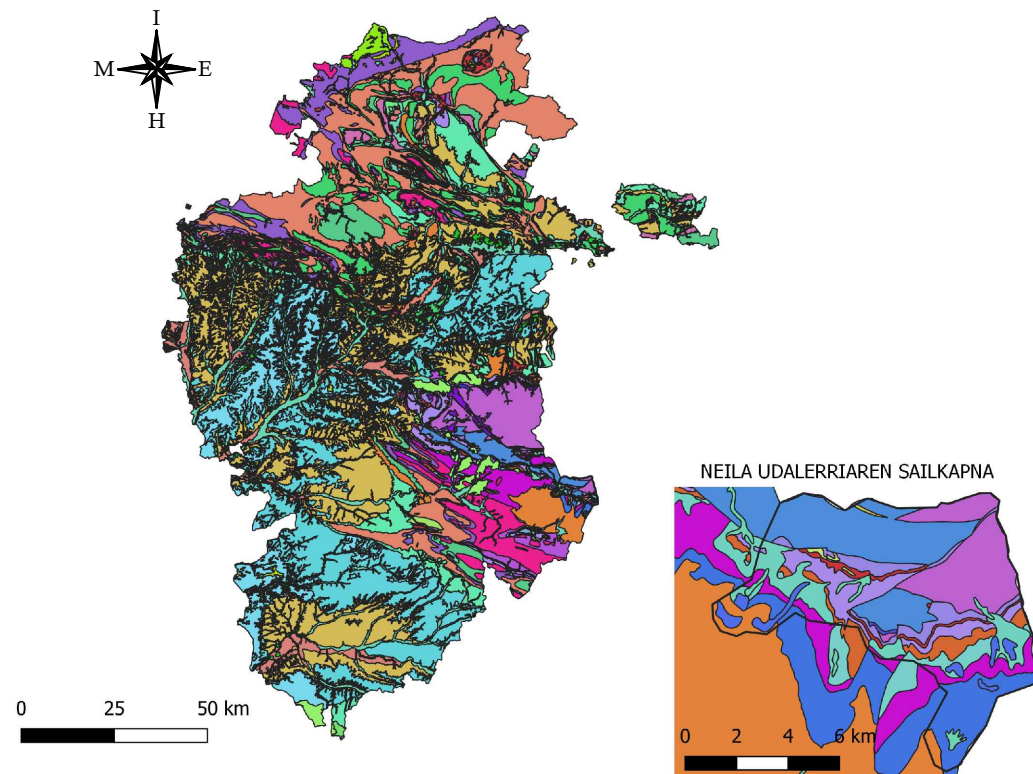 I
M E
H
NEILA UDALERRIAREN SAILKAPNA
0 25 50 km
0 2 4 6 km